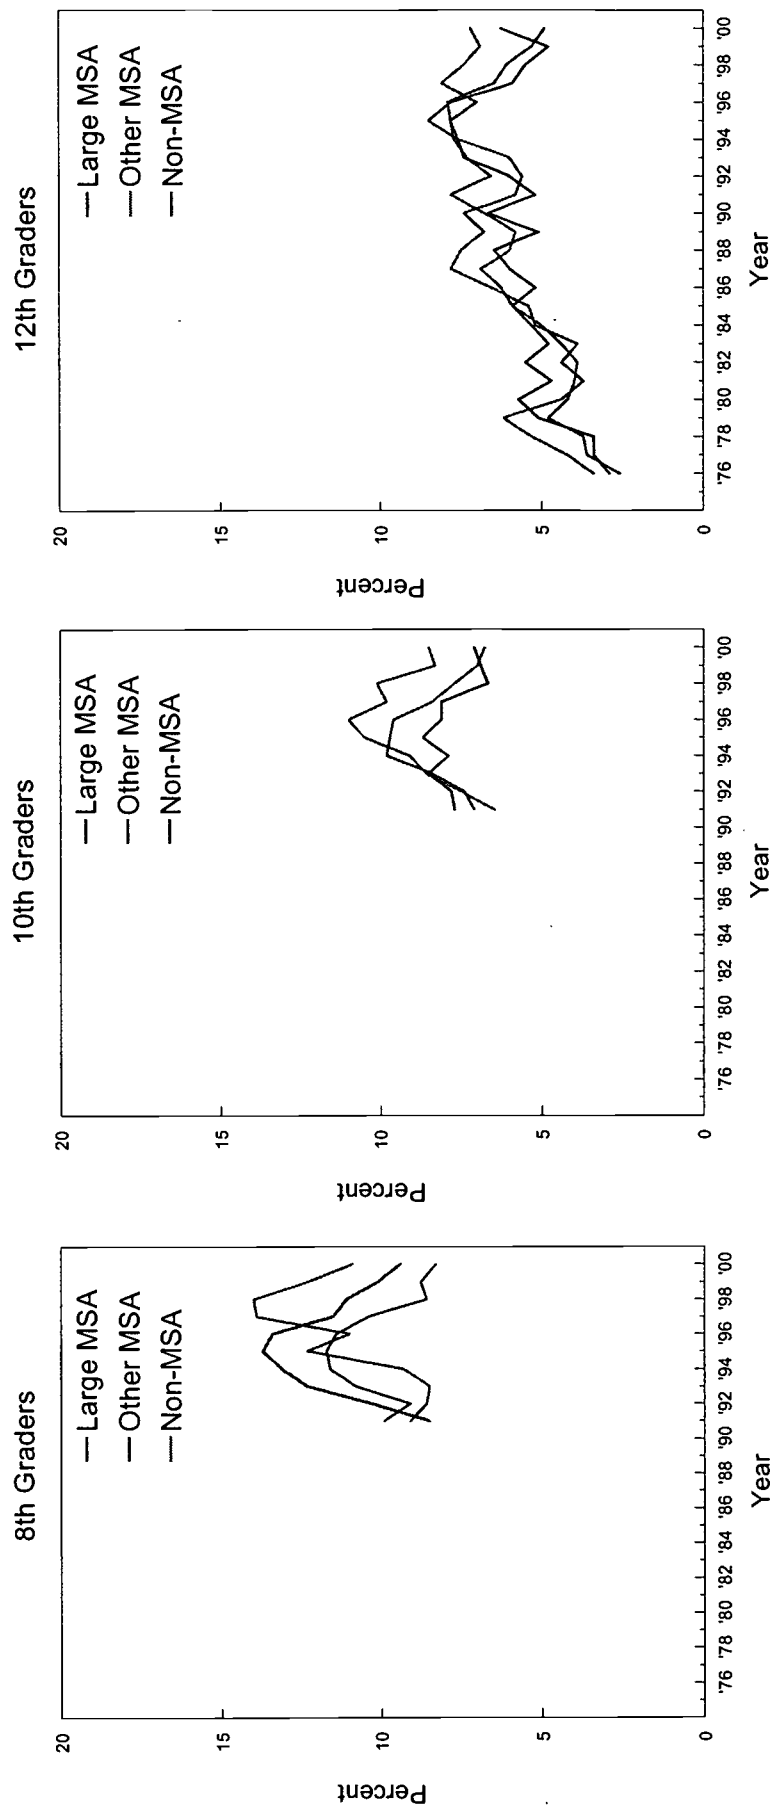 8th Graders
Large MSA
Other MSA
Non-MSA
Percent
20
15
10
5
0
'76 '78 '80 '82 '84 '86 '88 '90 '92 '94 '96 '98 '00
Year
10th Graders
Large MSA
Other MSA
Non-MSA
Percent
20
15
10
5
0
'76 '78 '80 '82 '84 '86 '88 '90 '92 '94 '96 '98 '00
Year
12th Graders
Large MSA
Other MSA
Non-MSA
Percent
20
15
10
5
0
'76 '78 '80 '82 '84 '86 '88 '90 '92 '94 '96 '98 '00
Year